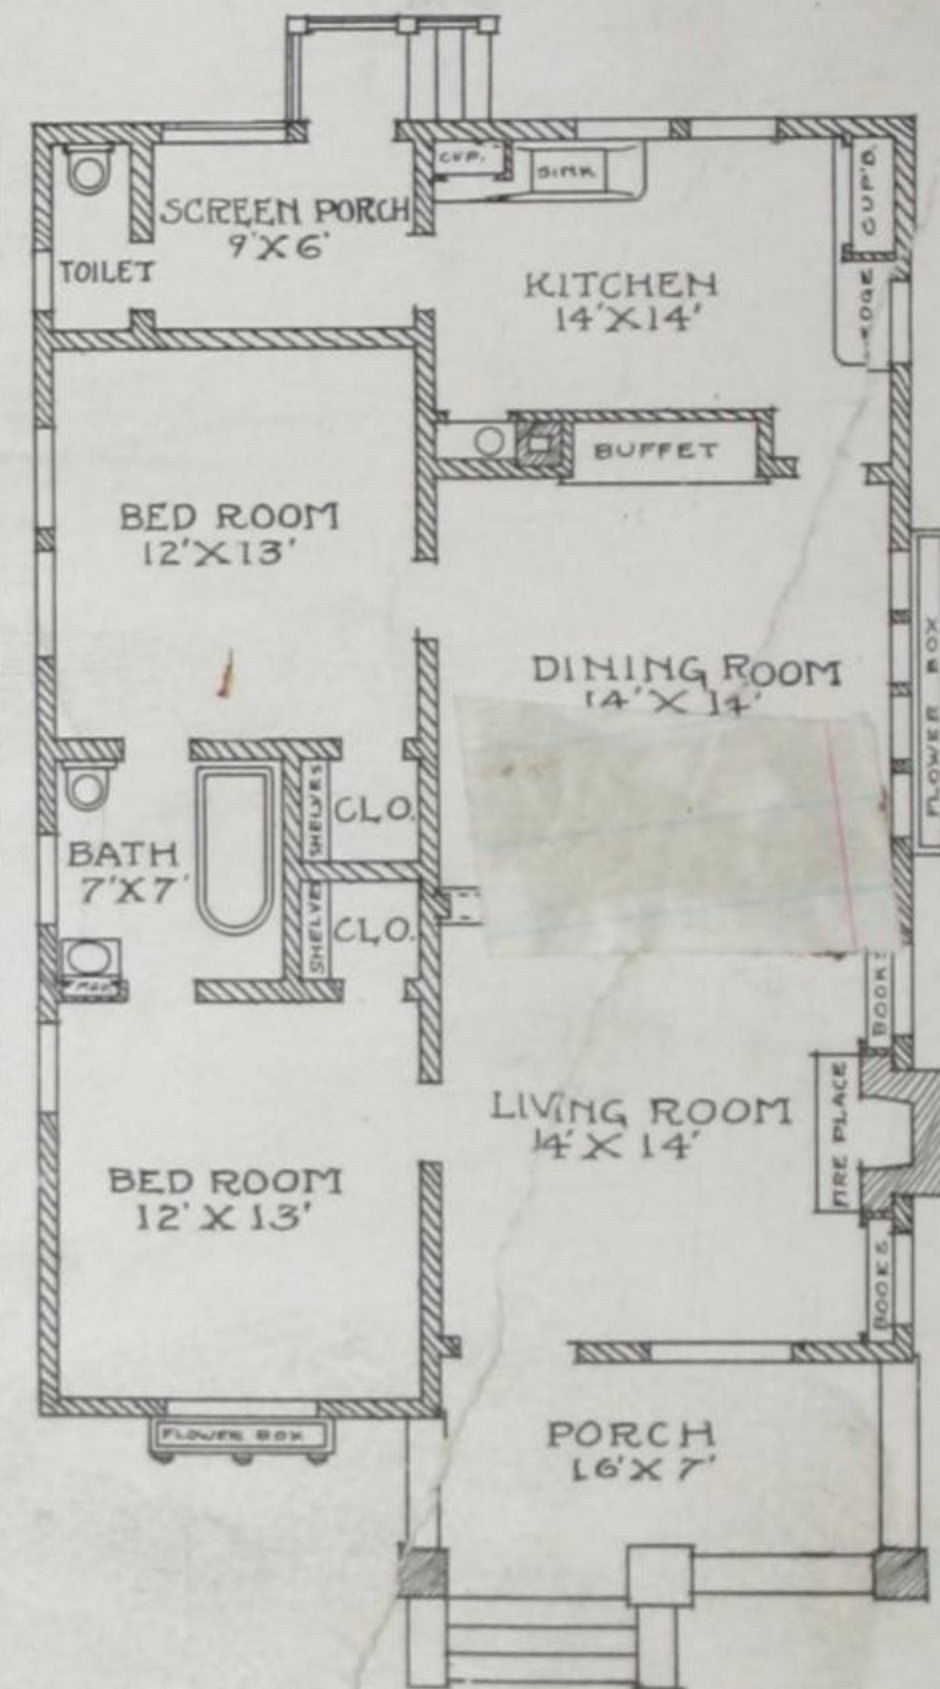 CUP.
SINK
CUP'D.
SCREEN PORCH
9'X6'
TOILET
KITCHEN
14'X14'
BUFFET
BED ROOM
12'X13'
DINING ROOM
14'X14'
FLOWER BOX
SHELVES
CLO.
BATH
7'X7'
SHELVES
CLO.
BOOKS
LIVING ROOM
14'X14'
FIRE PLACE
BED ROOM
12'X13'
BOOKS
FLOWER BOX
PORCH
16'X7'